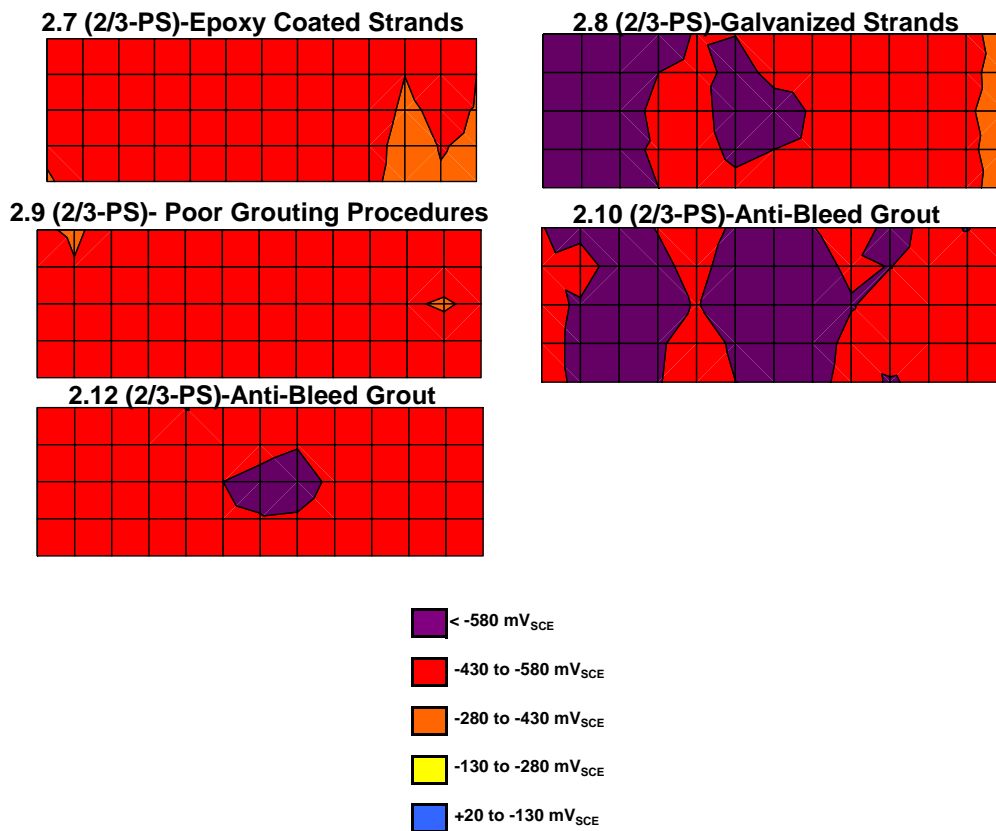 2.7 (2/3-PS)-Epoxy Coated Strands
2.8 (2/3-PS)-Galvanized Strands
2.9 (2/3-PS)- Poor Grouting Procedures
2.10 (2/3-PS)-Anti-Bleed Grout
2.12 (2/3-PS)-Anti-Bleed Grout
< -580 mVSCE
-430 to -580 mVSCE
-280 to -430 mVSCE
-130 to -280 mVSCE
+20 to -130 mVSCE